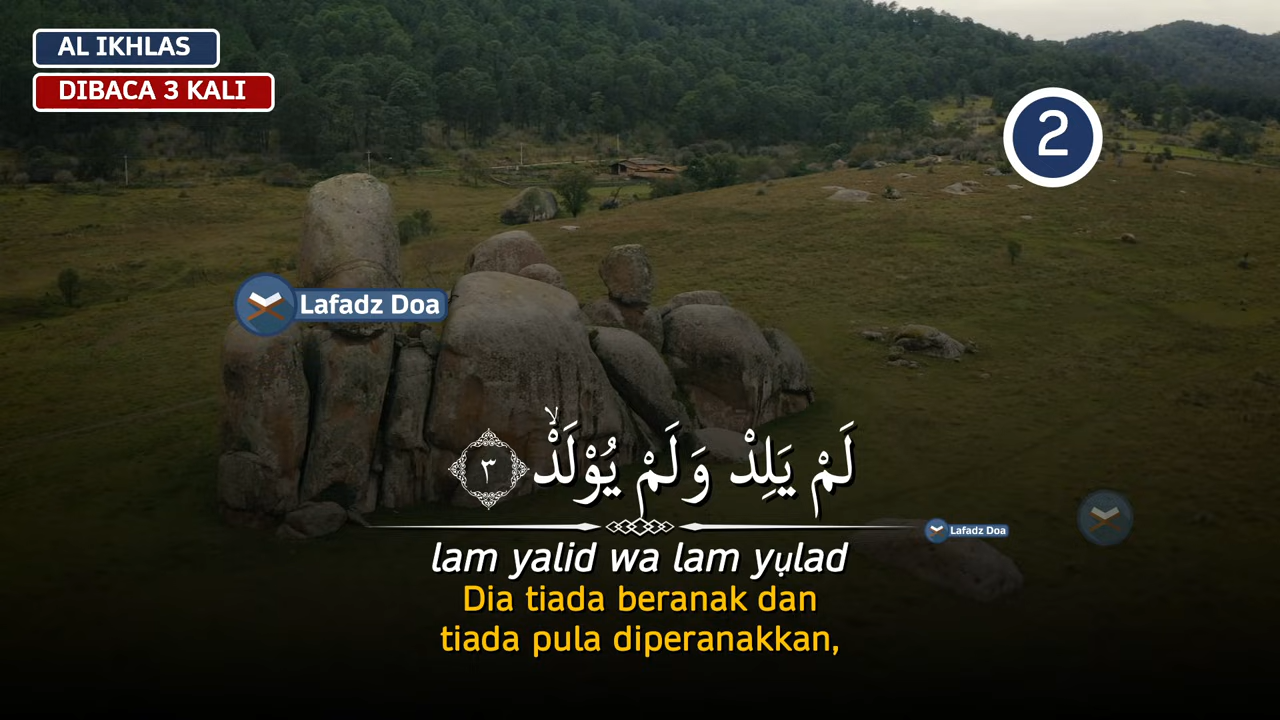 AL IKHLAS
DIBACA 3 KALI
2
Lafadz Doa
لَمْ يَلِدْ وَلَمْ يُوْلَدْۙ ٣
Lafadz Doa
lam yalid wa lam yụlad
Dia tiada beranak dan
tiada pula diperanakkan,